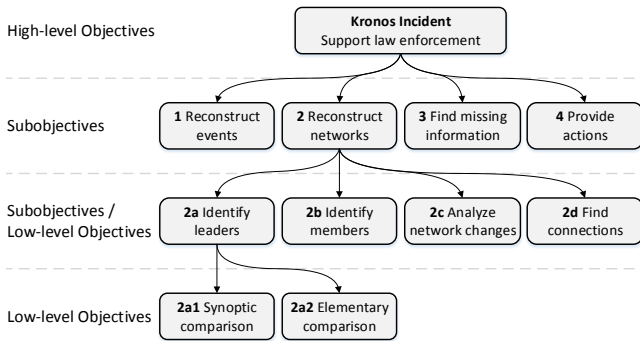 High-level Objectives
Kronos Incident
Support law enforcement
Subobjectives
1 Reconstruct
events
2 Reconstruct
networks
3 Find missing
information
4 Provide
actions
Subobjectives /
Low-level Objectives
2a Identify
leaders
2b Identify
members
2c Analyze
network changes
2d Find
connections
Low-level Objectives
2a1 Synoptic
comparison
2a2 Elementary
comparison